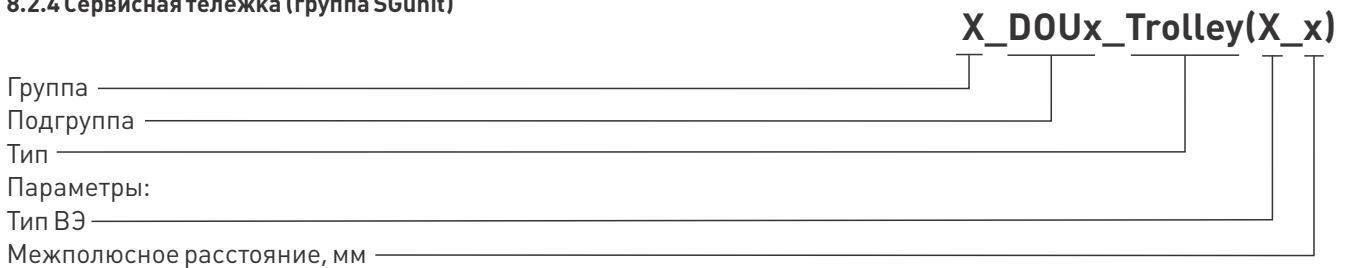 8.2.4 Сервисная тележка (группа SGunit)
X_DOUx_Trolley(X_x)
Группа
Подгруппа
Тип
Параметры:
Тип ВЭ
Межполюсное расстояние, мм